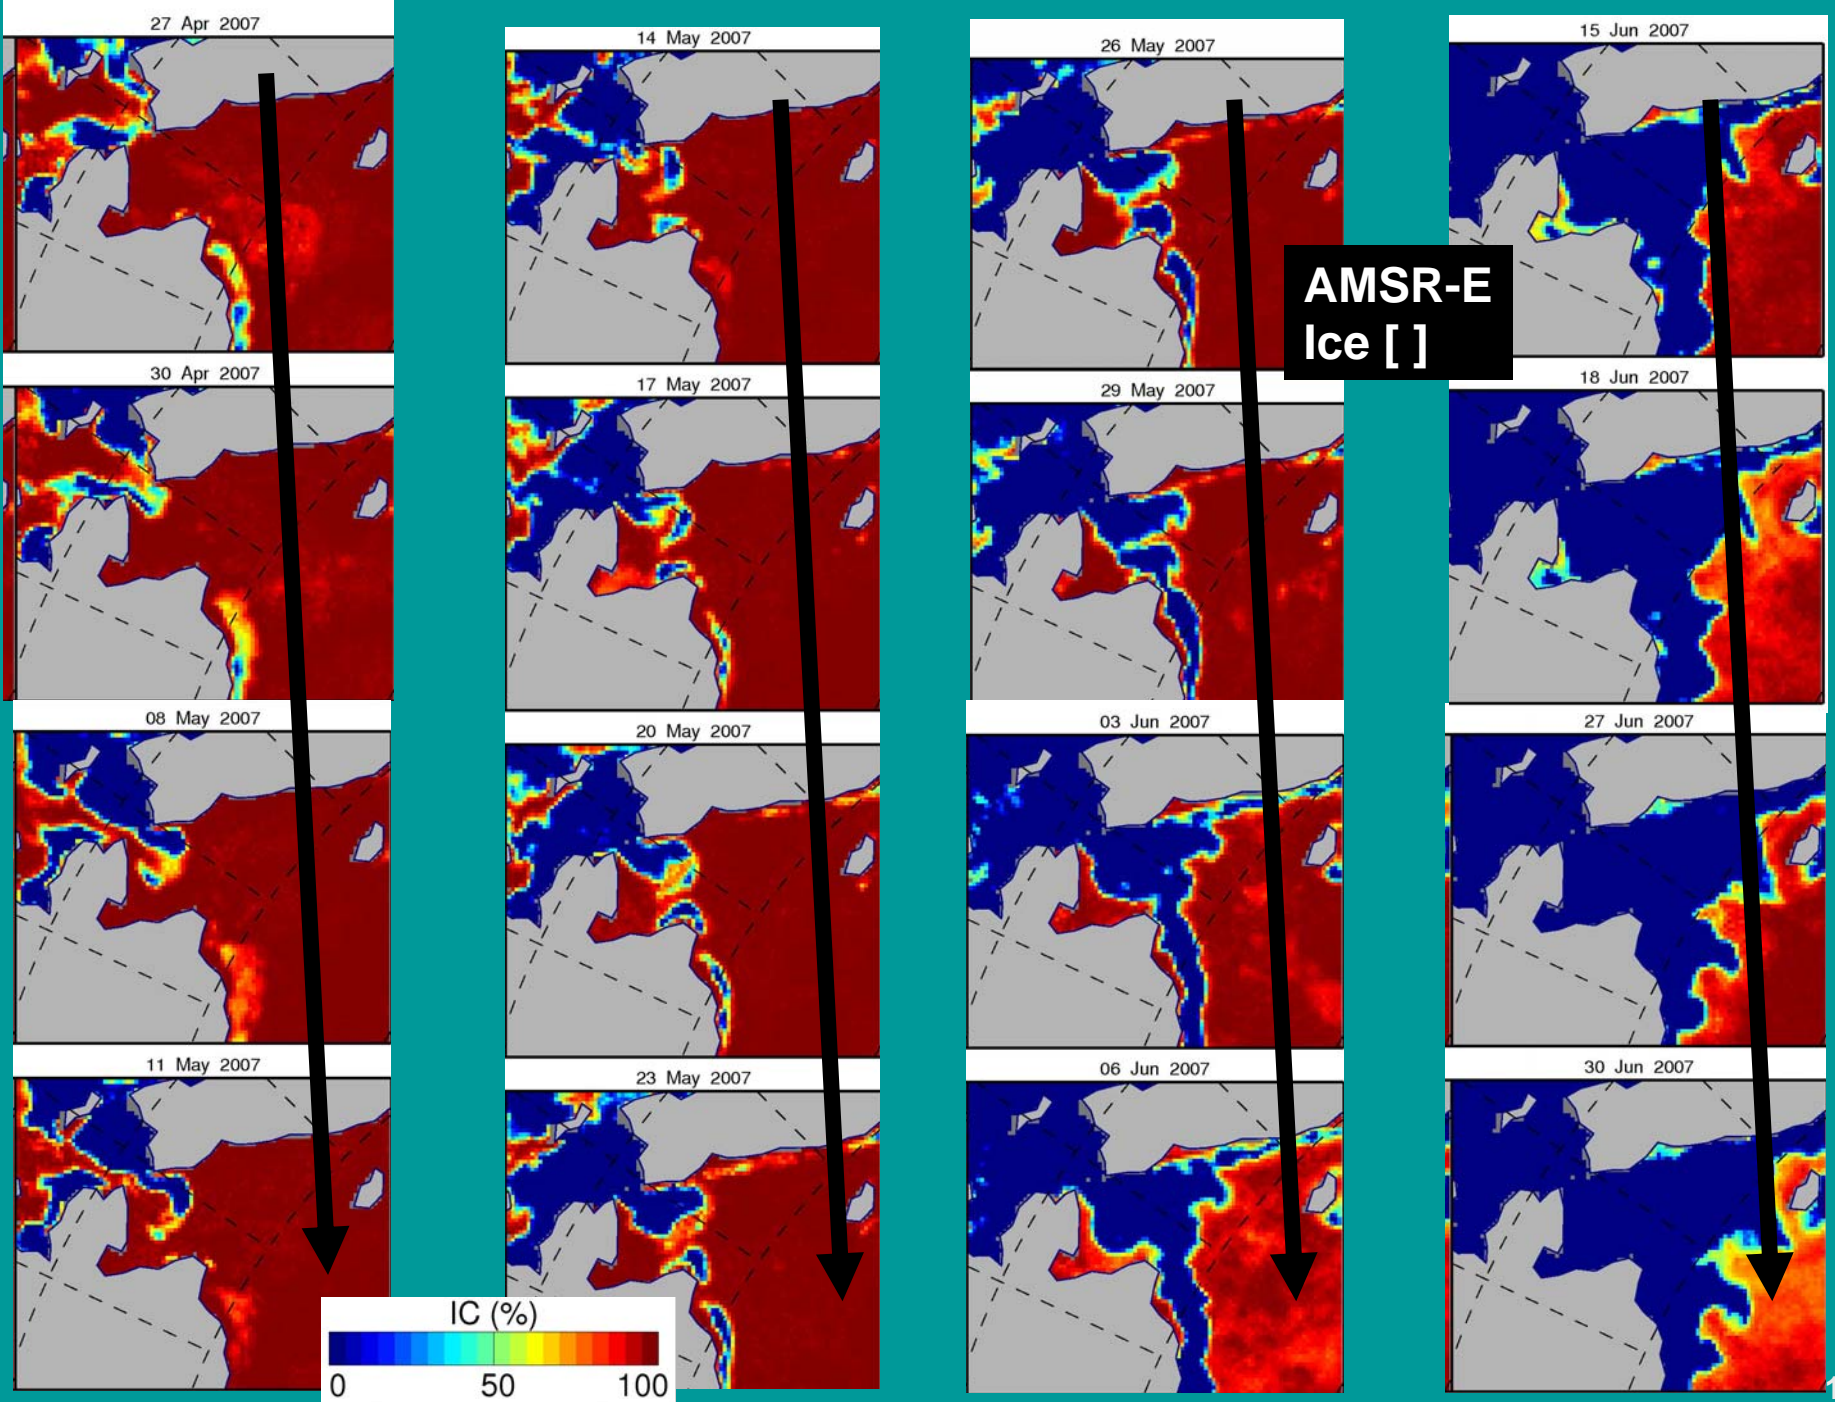 27 Apr 2007
30 Apr 2007
08 May 2007
11 May 2007
14 May 2007
17 May 2007
20 May 2007
23 May 2007
26 May 2007
29 May 2007
03 Jun 2007
06 Jun 2007
15 Jun 2007
18 Jun 2007
27 Jun 2007
30 Jun 2007
AMSR-E
Ice [ ]
IC (%)
0 50 100